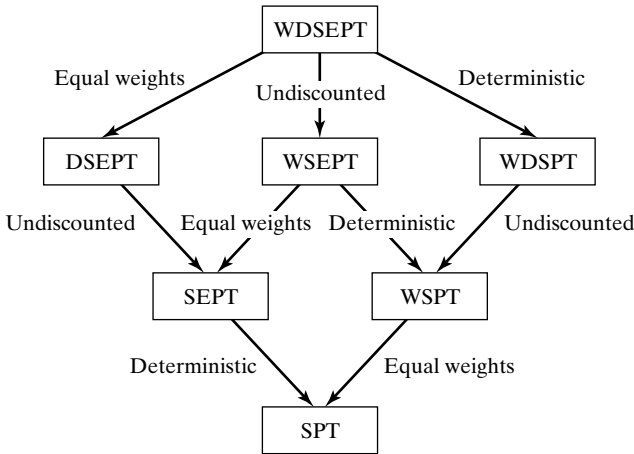 WDSEPT
Equal weights
Undiscounted
Deterministic
DSEPT
WSEPT
WDSPT
Undiscounted
Equal weights
Deterministic
Undiscounted
SEPT
WSPT
Deterministic
Equal weights
SPT